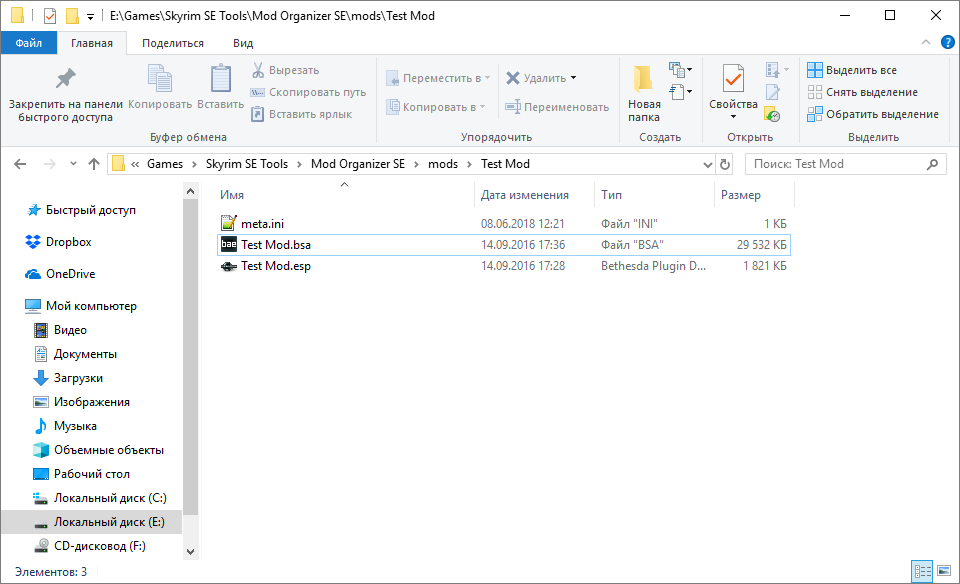 E:\Games\Skyrim SE Tools\Mod Organizer SE\mods\Test Mod
Файл Главная Поделиться Вид
Закрепить на панели быстрого доступа
Копировать
Вставить
Вырезать
Скопировать путь
Вставить ярлык
Буфер обмена
Переместить в
Копировать в
Удалить
Переименовать
Упорядочить
Новая папка
Создать
Свойства
Открыть
Выделить все
Снять выделение
Обратить выделение
Выделить
« Games > Skyrim SE Tools > Mod Organizer SE > mods > Test Mod
Поиск: Test Mod
Быстрый доступ
Dropbox
OneDrive
Мой компьютер
Видео
Документы
Загрузки
Изображения
Музыка
Объемные объекты
Рабочий стол
Локальный диск (C:)
Локальный диск (E:)
CD-дисковод (F:)
Имя Дата изменения Тип Размер
meta.ini 08.06.2018 12:21 Файл "INI" 1 КБ
bae Test Mod.bsa 14.09.2016 17:36 Файл "BSA" 29 532 КБ
Test Mod.esp 14.09.2016 17:28 Bethesda Plugin D... 1 821 КБ
Элементов: 3